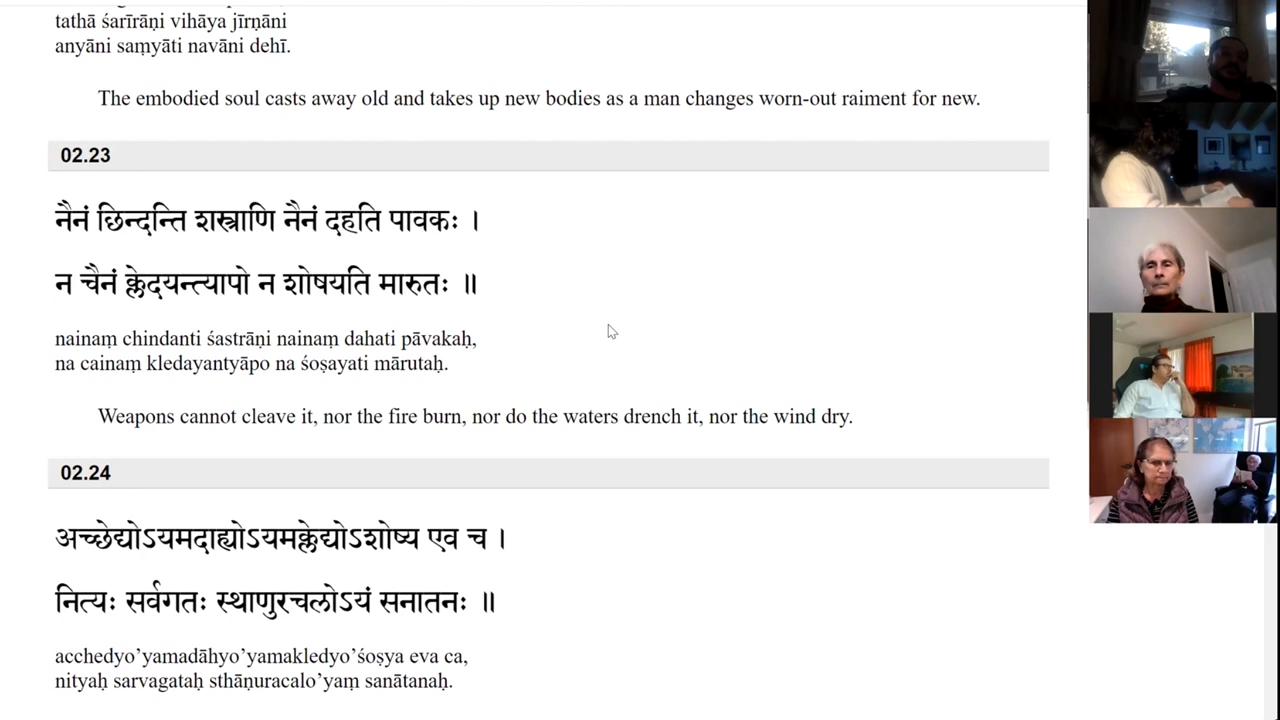 tathā śarīrāṇi vihāya jīrṇāni
anyāni saṃyāti navāni dehī.
The embodied soul casts away old and takes up new bodies as a man changes worn-out raiment for new.
02.23
नैनं छिन्दन्ति शस्त्राणि नैनं दहति पावकः ।
न चैनं क्लेदयन्त्यापो न शोषयति मारुतः ॥
nainaṃ chindanti śastrāṇi nainaṃ dahati pāvakaḥ,
na cainaṃ kledayantyāpo na śoṣayati mārutaḥ.
Weapons cannot cleave it, nor the fire burn, nor do the waters drench it, nor the wind dry.
02.24
अच्छेद्योऽयमदाह्योऽयमक्लेद्योऽशोष्य एव च ।
नित्यः सर्वगतः स्थाणुरचलोऽयं सनातनः ॥
acchedyo’yamadāhyo’yamakledyo’śoṣya eva ca,
nityaḥ sarvagataḥ sthāṇuracalo’yaṃ sanātanaḥ.